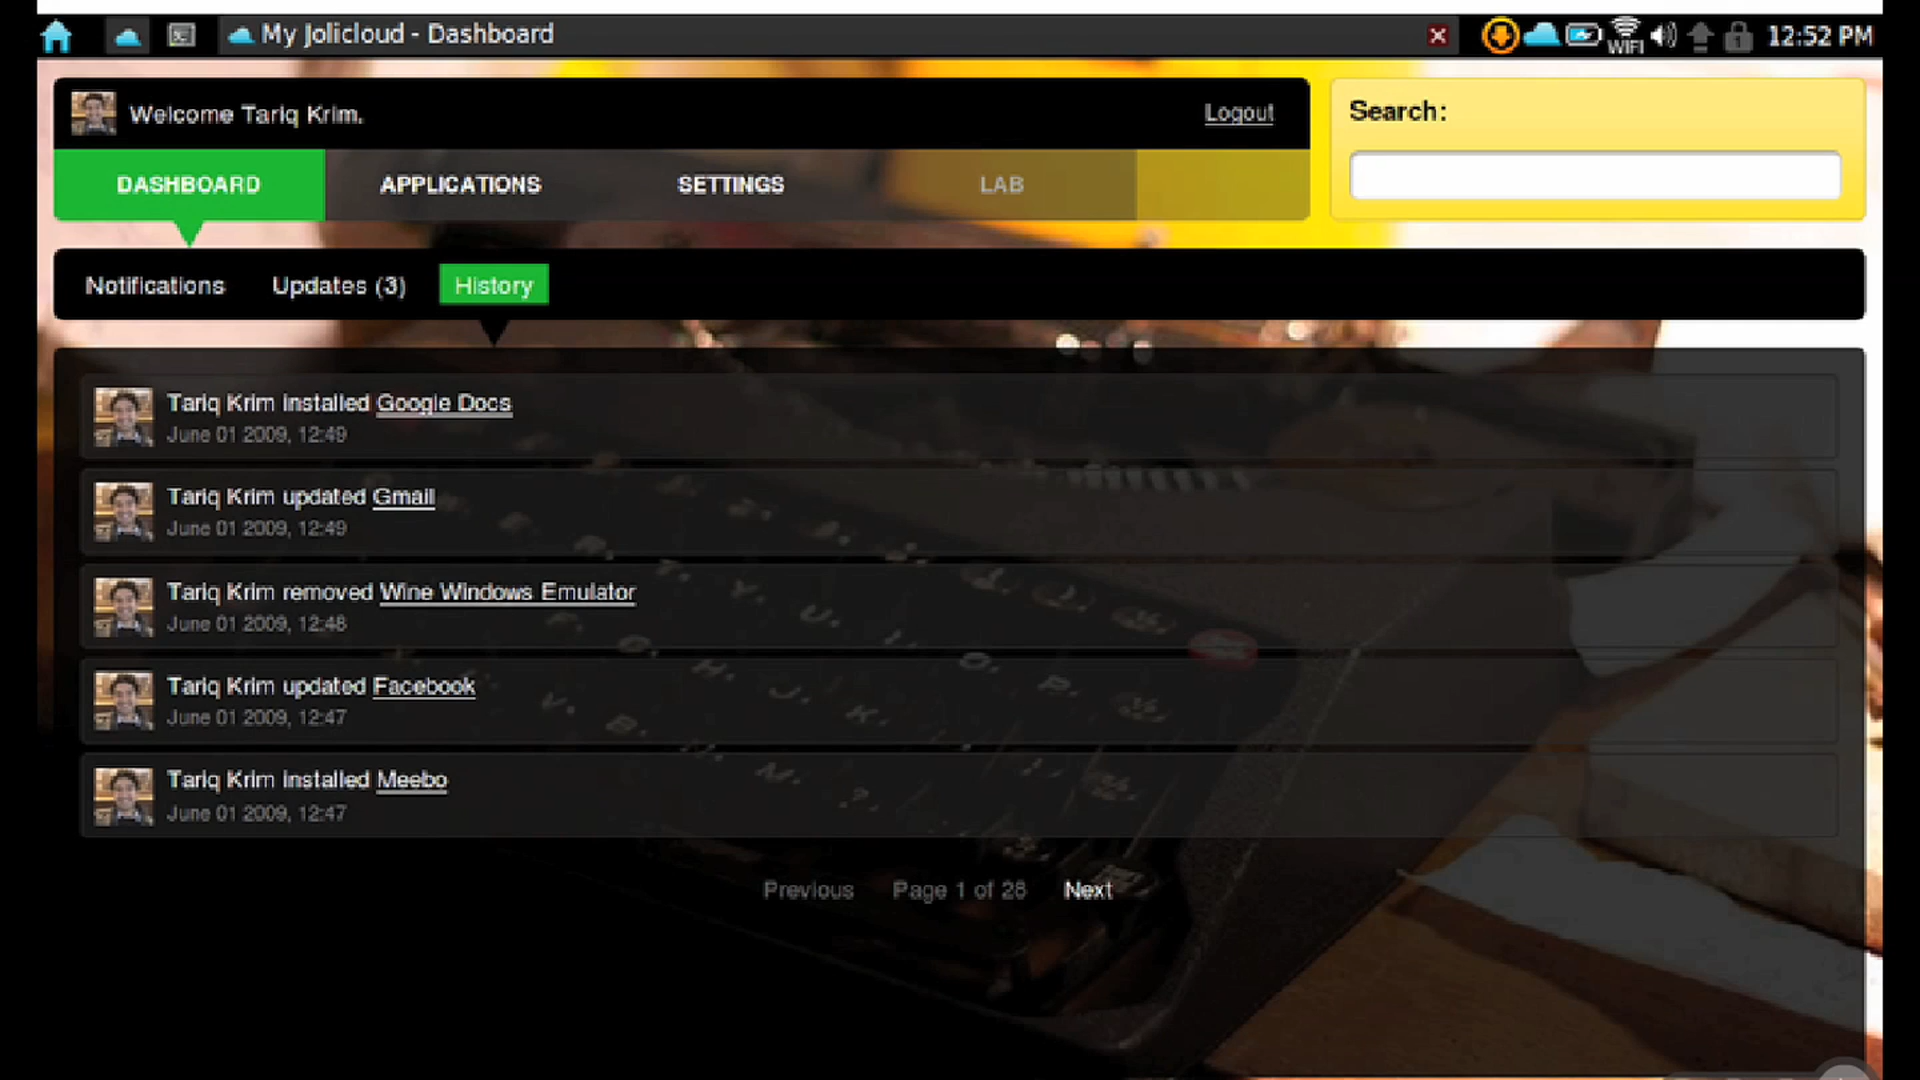 My Jolicloud - Dashboard
WIFI
12:52 PM
Welcome Tariq Krim.
Logout
Search:
DASHBOARD
APPLICATIONS
SETTINGS
LAB
Notifications
Updates (3)
History
Tariq Krim installed Google Docs
June 01 2009, 12:49
Tariq Krim updated Gmail
June 01 2009, 12:49
Tariq Krim removed Wine Windows Emulator
June 01 2009, 12:48
Tariq Krim updated Facebook
June 01 2009, 12:47
Tariq Krim installed Meebo
June 01 2009, 12:47
Previous
Page 1 of 28
Next